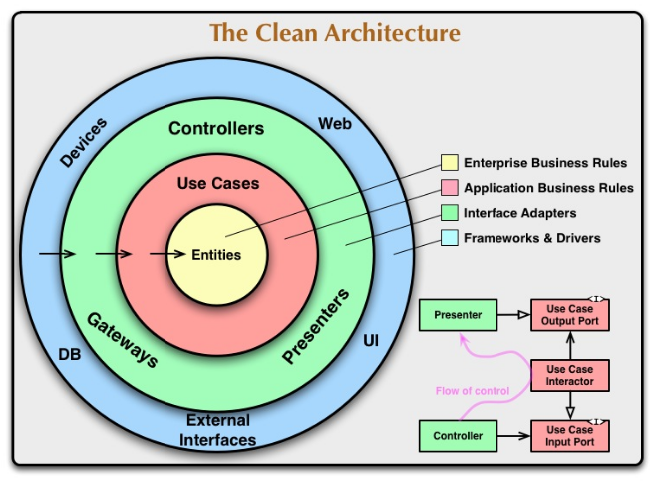 The Clean Architecture
Devices
Web
Controllers
Use Cases
Entities
Gateways
Presenters
DB
UI
External
Interfaces
Enterprise Business Rules
Application Business Rules
Interface Adapters
Frameworks & Drivers
Presenter
Use Case
Output Port
<I>
Flow of control
Use Case
Interactor
Controller
Use Case
Input Port
<I>